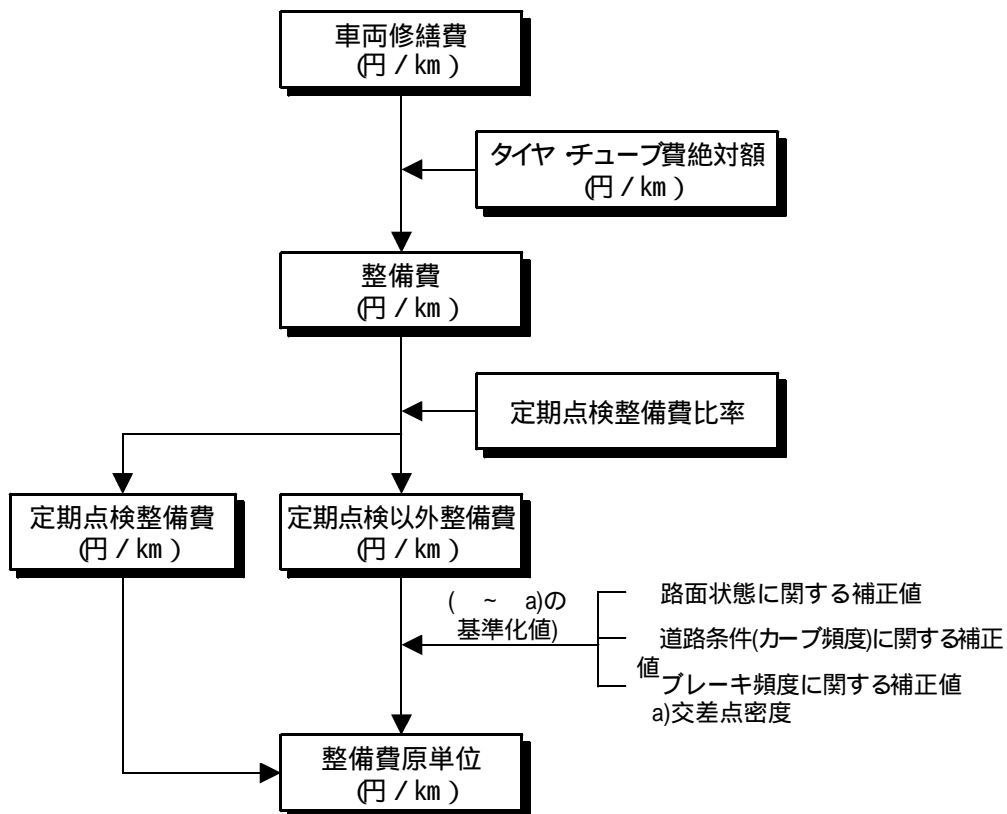 車両修繕費
(円 / km )
タイヤ ・チューブ費絶対額
(円 / km )
整備費
(円 / km )
定期点検整備費比率
定期点検整備費
(円 / km )
定期点検以外整備費
(円 / km )
( ~ a)の
基準化値)
路面状態に関する補正値
道路条件(カーブ頻度)に関する補正
値
ブレーキ頻度に関する補正値
a)交差点密度
整備費原単位
(円 / km )